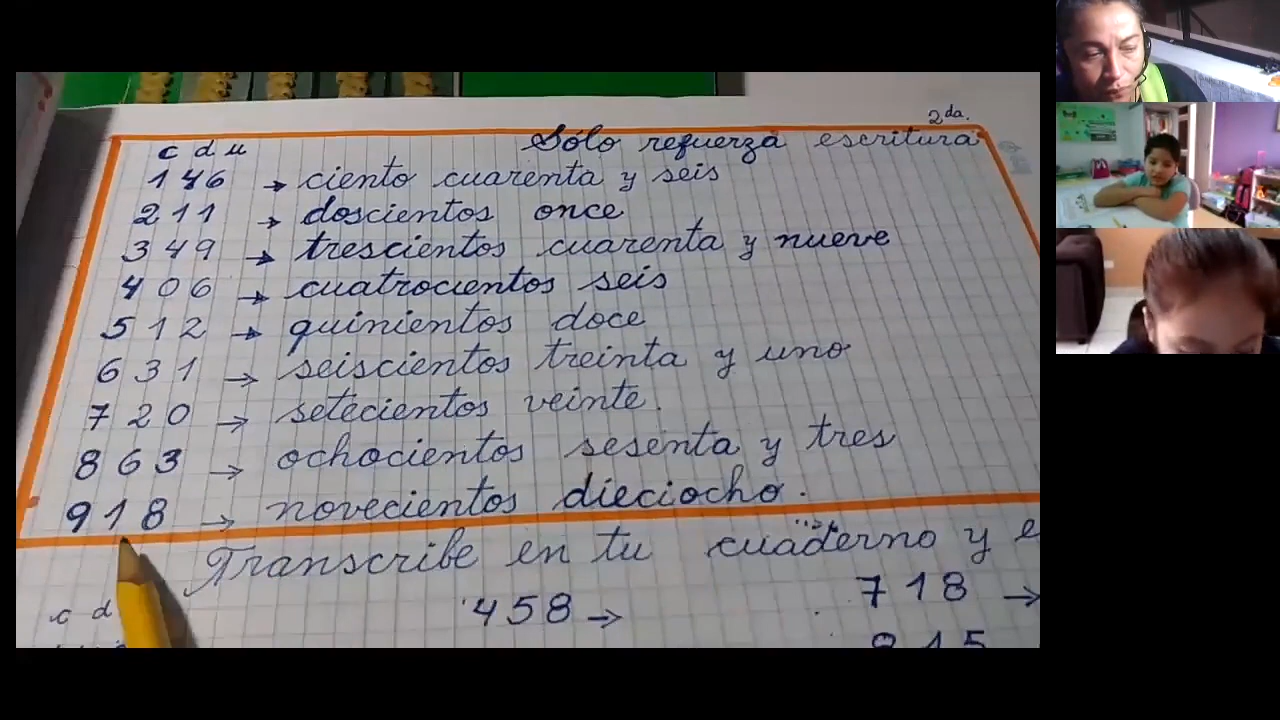 2da.
c d u Sólo refuerza escritura
146 → ciento cuarenta y seis
211 → doscientos once
349 → trescientos cuarenta y nueve
406 → cuatrocientos seis
512 → quinientos doce
631 → seiscientos treinta y uno
720 → setecientos veinte.
863 → ochocientos sesenta y tres
918 → novecientos dieciocho.
Transcribe en tu cuaderno y e
c d 458 → 718 →